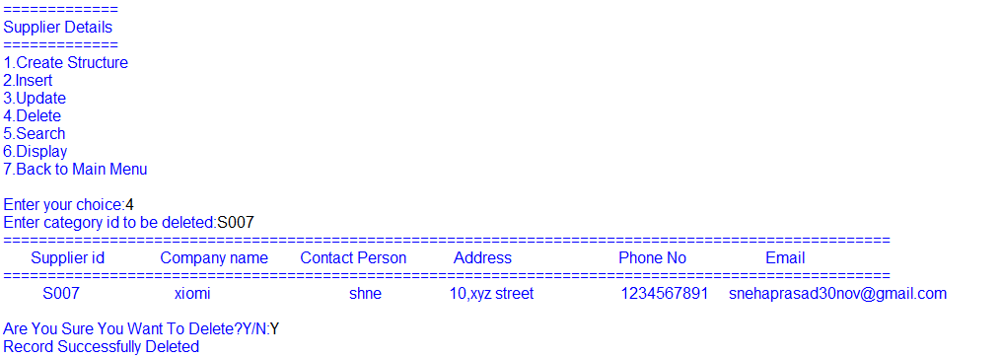 =============
Supplier Details
=============
1.Create Structure
2.Insert
3.Update
4.Delete
5.Search
6.Display
7.Back to Main Menu
Enter your choice:4
Enter category id to be deleted:S007
====================================================================================================
Supplier id Company name Contact Person Address Phone No Email
====================================================================================================
S007 xiomi shne 10,xyz street 1234567891 snehaprasad30nov@gmail.com
Are You Sure You Want To Delete?Y/N:Y
Record Successfully Deleted